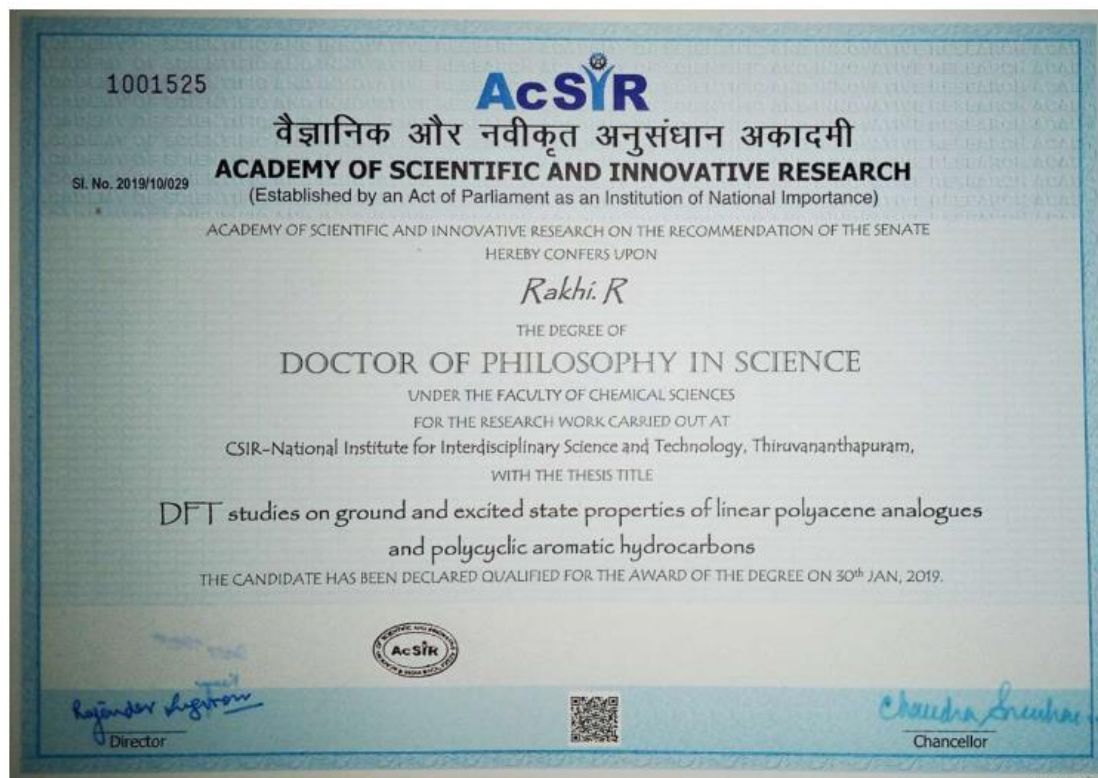 1001525
AcSIR
वैज्ञानिक और नवीकृत अनुसंधान अकादमी
ACADEMY OF SCIENTIFIC AND INNOVATIVE RESEARCH
Sl. No. 2019/10/029
(Established by an Act of Parliament as an Institution of National Importance)
ACADEMY OF SCIENTIFIC AND INNOVATIVE RESEARCH ON THE RECOMMENDATION OF THE SENATE
HEREBY CONFERS UPON
Rakhi. R
THE DEGREE OF
DOCTOR OF PHILOSOPHY IN SCIENCE
UNDER THE FACULTY OF CHEMICAL SCIENCES
FOR THE RESEARCH WORK CARRIED OUT AT
CSIR-National Institute for Interdisciplinary Science and Technology, Thiruvananthapuram,
WITH THE THESIS TITLE
DFT studies on ground and excited state properties of linear polyacene analogues
and polycyclic aromatic hydrocarbons
THE CANDIDATE HAS BEEN DECLARED QUALIFIED FOR THE AWARD OF THE DEGREE ON 30th JAN, 2019.
AcSIR
Director
Chancellor